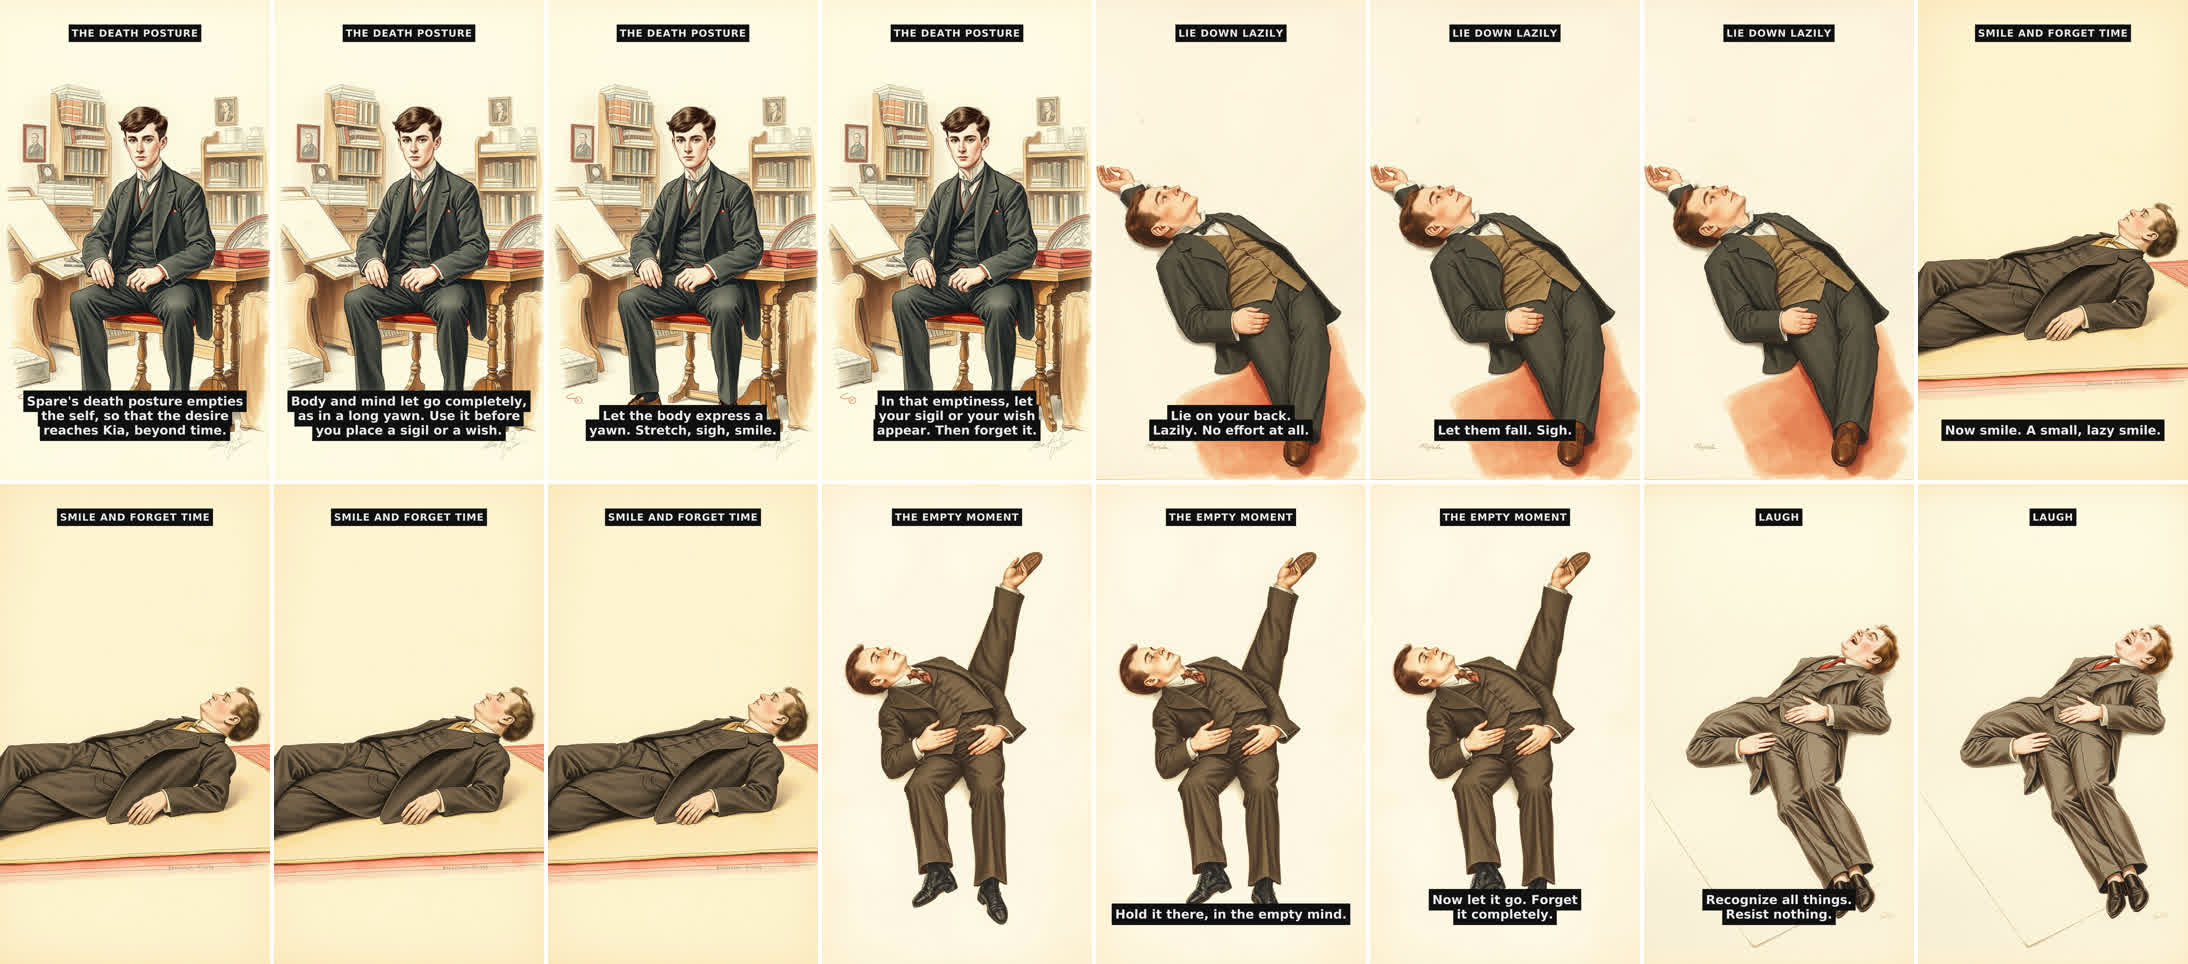 THE DEATH POSTURE
Spare's death posture empties
the self, so that the desire
reaches Kia, beyond time.
THE DEATH POSTURE
Body and mind let go completely,
as in a long yawn. Use it before
you place a sigil or a wish.
THE DEATH POSTURE
Let the body express a
yawn. Stretch, sigh, smile.
THE DEATH POSTURE
In that emptiness, let
your sigil or your wish
appear. Then forget it.
LIE DOWN LAZILY
Lie on your back.
Lazily. No effort at all.
LIE DOWN LAZILY
Let them fall. Sigh.
LIE DOWN LAZILY
SMILE AND FORGET TIME
Now smile. A small, lazy smile.
SMILE AND FORGET TIME
SMILE AND FORGET TIME
SMILE AND FORGET TIME
THE EMPTY MOMENT
THE EMPTY MOMENT
Hold it there, in the empty mind.
THE EMPTY MOMENT
Now let it go. Forget
it completely.
LAUGH
Recognize all things.
Resist nothing.
LAUGH